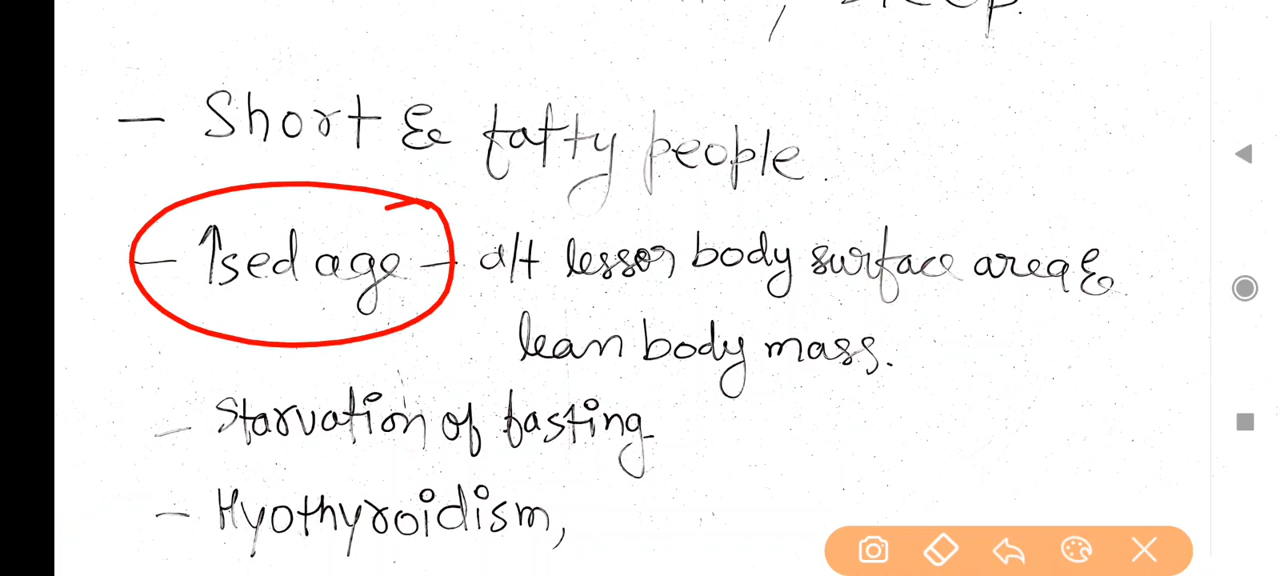 - Short & fatty people.
- ↑sed age - d/t lesser body surface area &
lean body mass.
- Starvation of fasting
- Hyothyroidism,